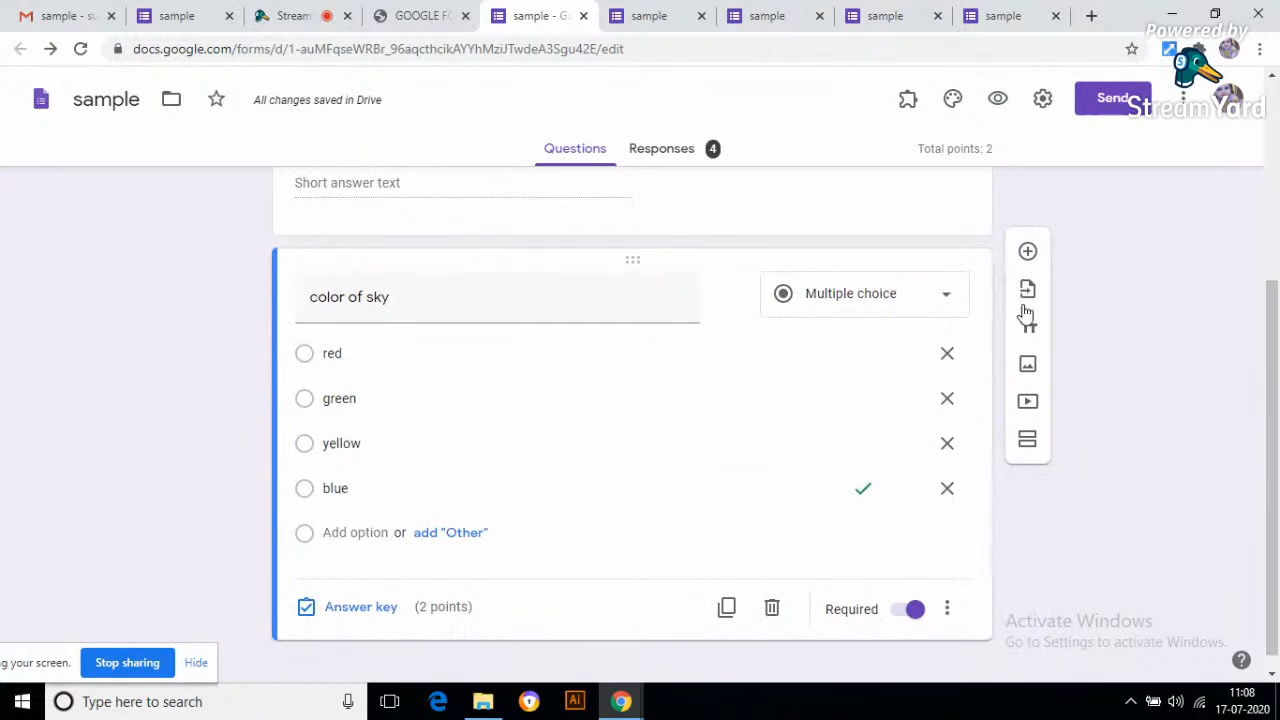 sample - su
sample
Stream
GOOGLE FO
sample - G
sample
sample
sample
sample
docs.google.com/forms/d/1-auMFqseWRBr_96aqcthcikAYYhMziJTwdeA3Sgu42E/edit
Powered by
StreamYard
sample
All changes saved in Drive
Send
Questions
Responses 4
Total points: 2
Short answer text
color of sky
Multiple choice
red
green
yellow
blue
Add option or add "Other"
Answer key (2 points)
Required
Activate Windows
Go to Settings to activate Windows.
g your screen.
Stop sharing
Hide
Type here to search
11:08
17-07-2020